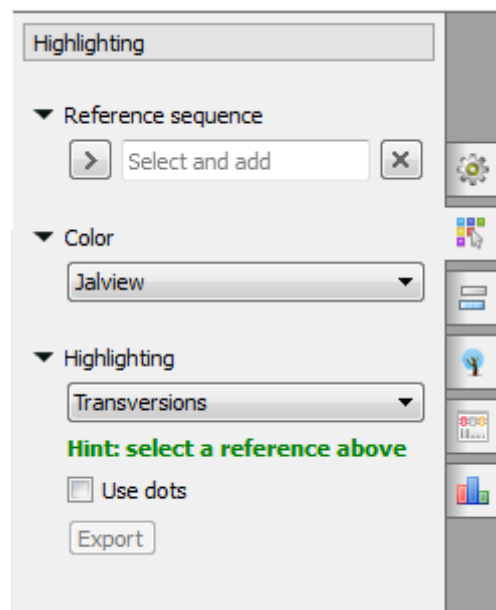 Highlighting
Reference sequence
Select and add
Color
Jalview
Highlighting
Transversions
Hint: select a reference above
Use dots
Export